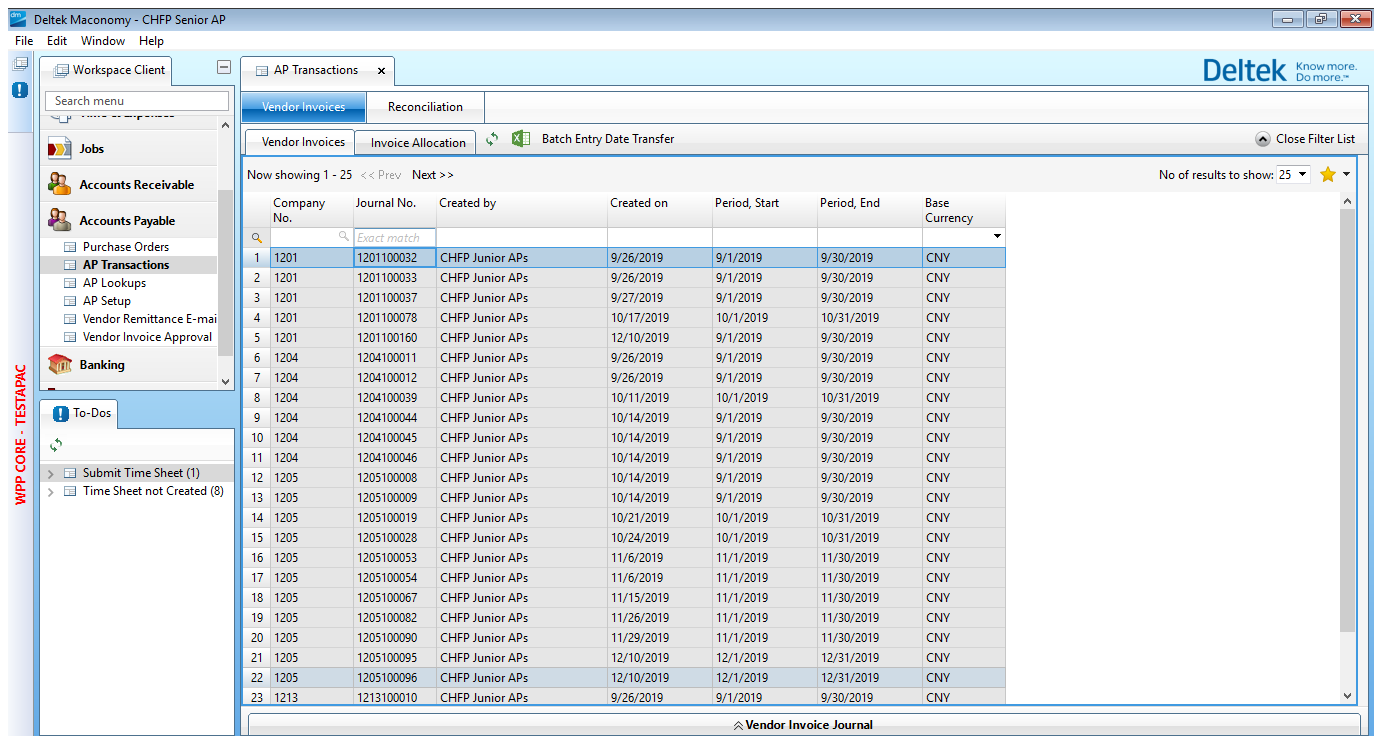 dm Deltek Maconomy - CHFP Senior AP
File Edit Window Help
Workspace Client
AP Transactions x
Deltek Know more. Do more.™
Search menu
Vendor Invoices Reconciliation
Time & Expenses
Vendor Invoices Invoice Allocation Batch Entry Date Transfer Close Filter List
Jobs
Now showing 1 - 25 << Prev Next >> No of results to show: 25
Accounts Receivable
Accounts Payable
Purchase Orders
AP Transactions
AP Lookups
AP Setup
Vendor Remittance E-mai
Vendor Invoice Approval
Banking
To-Dos
Submit Time Sheet (1)
Time Sheet not Created (8)
WPP CORE - TESTAPAC
Company No. Journal No. Created by Created on Period, Start Period, End Base Currency
Exact match
1 1201 1201100032 CHFP Junior APs 9/26/2019 9/1/2019 9/30/2019 CNY
2 1201 1201100033 CHFP Junior APs 9/26/2019 9/1/2019 9/30/2019 CNY
3 1201 1201100037 CHFP Junior APs 9/27/2019 9/1/2019 9/30/2019 CNY
4 1201 1201100078 CHFP Junior APs 10/17/2019 10/1/2019 10/31/2019 CNY
5 1201 1201100160 CHFP Junior APs 12/10/2019 9/1/2019 9/30/2019 CNY
6 1204 1204100011 CHFP Junior APs 9/26/2019 9/1/2019 9/30/2019 CNY
7 1204 1204100012 CHFP Junior APs 9/26/2019 9/1/2019 9/30/2019 CNY
8 1204 1204100039 CHFP Junior APs 10/11/2019 10/1/2019 10/31/2019 CNY
9 1204 1204100044 CHFP Junior APs 10/14/2019 9/1/2019 9/30/2019 CNY
10 1204 1204100045 CHFP Junior APs 10/14/2019 9/1/2019 9/30/2019 CNY
11 1204 1204100046 CHFP Junior APs 10/14/2019 9/1/2019 9/30/2019 CNY
12 1205 1205100008 CHFP Junior APs 10/14/2019 9/1/2019 9/30/2019 CNY
13 1205 1205100009 CHFP Junior APs 10/14/2019 9/1/2019 9/30/2019 CNY
14 1205 1205100019 CHFP Junior APs 10/21/2019 10/1/2019 10/31/2019 CNY
15 1205 1205100028 CHFP Junior APs 10/24/2019 10/1/2019 10/31/2019 CNY
16 1205 1205100053 CHFP Junior APs 11/6/2019 11/1/2019 11/30/2019 CNY
17 1205 1205100054 CHFP Junior APs 11/6/2019 11/1/2019 11/30/2019 CNY
18 1205 1205100067 CHFP Junior APs 11/15/2019 11/1/2019 11/30/2019 CNY
19 1205 1205100082 CHFP Junior APs 11/26/2019 11/1/2019 11/30/2019 CNY
20 1205 1205100090 CHFP Junior APs 11/29/2019 11/1/2019 11/30/2019 CNY
21 1205 1205100095 CHFP Junior APs 12/10/2019 12/1/2019 12/31/2019 CNY
22 1205 1205100096 CHFP Junior APs 12/10/2019 12/1/2019 12/31/2019 CNY
23 1213 1213100010 CHFP Junior APs 9/26/2019 9/1/2019 9/30/2019 CNY
Vendor Invoice Journal